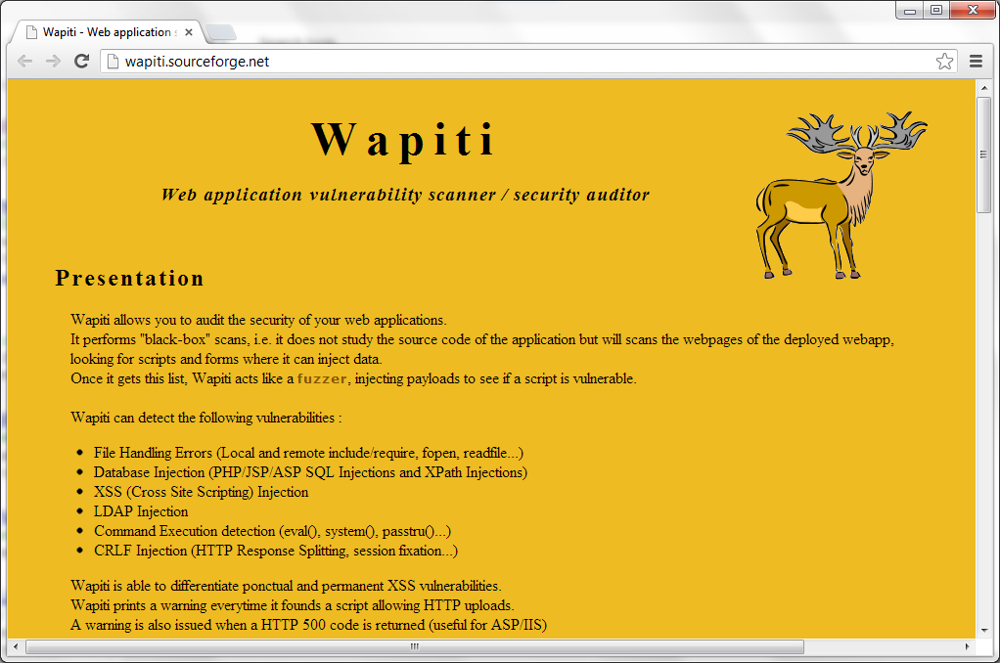 Wapiti - Web application s
wapiti.sourceforge.net
Wapiti
Web application vulnerability scanner / security auditor
Presentation
Wapiti allows you to audit the security of your web applications.
It performs "black-box" scans, i.e. it does not study the source code of the application but will scans the webpages of the deployed webapp,
looking for scripts and forms where it can inject data.
Once it gets this list, Wapiti acts like a fuzzer, injecting payloads to see if a script is vulnerable.
Wapiti can detect the following vulnerabilities :
• File Handling Errors (Local and remote include/require, fopen, readfile...)
• Database Injection (PHP/JSP/ASP SQL Injections and XPath Injections)
• XSS (Cross Site Scripting) Injection
• LDAP Injection
• Command Execution detection (eval(), system(), passtru()...)
• CRLF Injection (HTTP Response Splitting, session fixation...)
Wapiti is able to differentiate ponctual and permanent XSS vulnerabilities.
Wapiti prints a warning everytime it founds a script allowing HTTP uploads.
A warning is also issued when a HTTP 500 code is returned (useful for ASP/IIS)